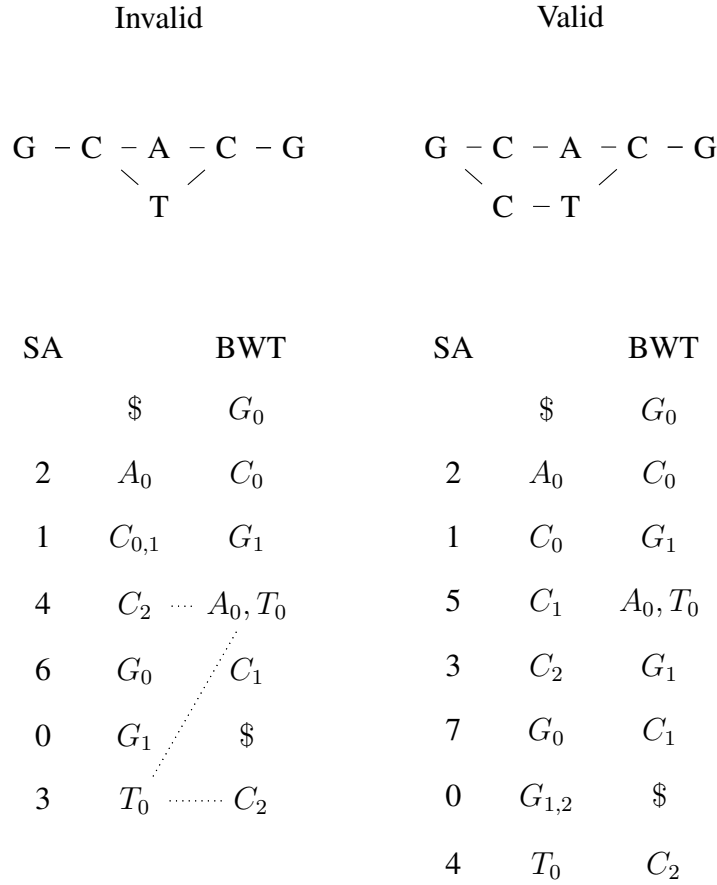 Invalid Valid
G – C – A – C – G G – C – A – C – G
T C – T
SA BWT SA BWT
$ G₀ $ G₀
2 A₀ C₀ 2 A₀ C₀
1 C₀,₁ G₁ 1 C₀ G₁
4 C₂ A₀, T₀ 5 C₁ A₀, T₀
6 G₀ C₁ 3 C₂ G₁
0 G₁ $ 7 G₀ C₁
3 T₀ C₂ 0 G₁,₂ $
4 T₀ C₂